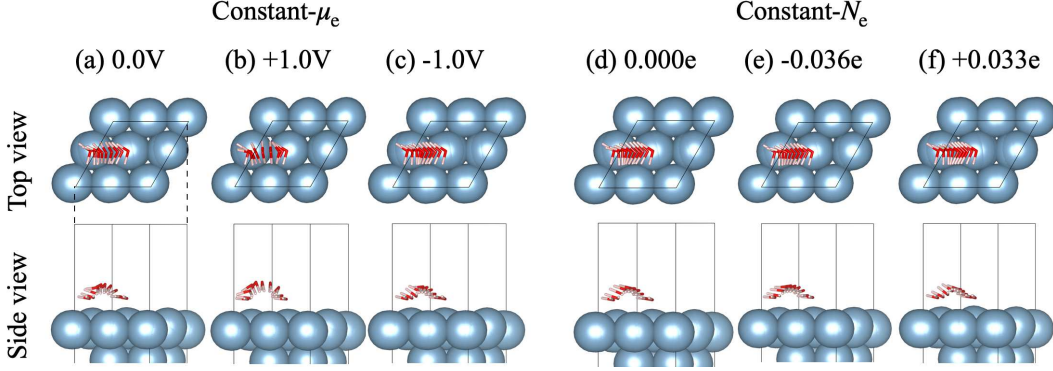 Constant-μe Constant-Ne
(a) 0.0V (b) +1.0V (c) -1.0V (d) 0.000e (e) -0.036e (f) +0.033e
Top view
Side view